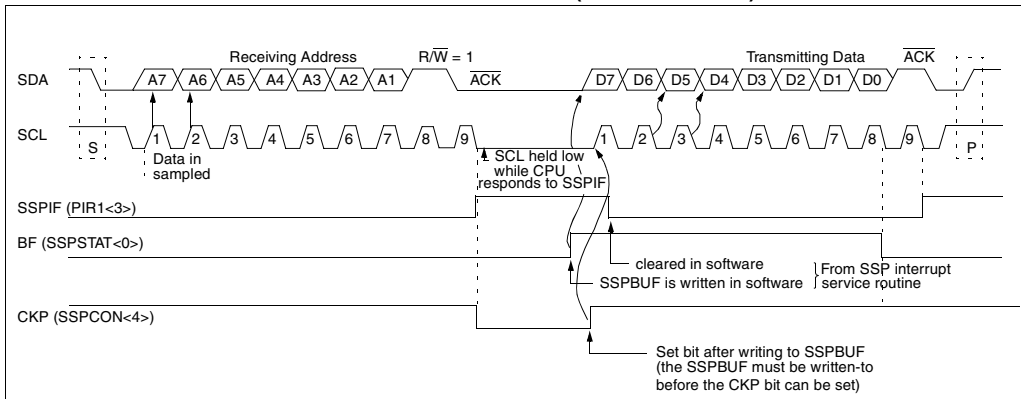 Receiving Address R/W = 1 Transmitting Data ACK
SDA A7 A6 A5 A4 A3 A2 A1 ACK D7 D6 D5 D4 D3 D2 D1 D0
SCL S 1 2 3 4 5 6 7 8 9 1 2 3 4 5 6 7 8 9 P
Data in
sampled
SCL held low
while CPU
responds to SSPIF
SSPIF (PIR1<3>)
BF (SSPSTAT<0>)
cleared in software
SSPBUF is written in software
From SSP interrupt
service routine
CKP (SSPCON<4>)
Set bit after writing to SSPBUF
(the SSPBUF must be written-to
before the CKP bit can be set)